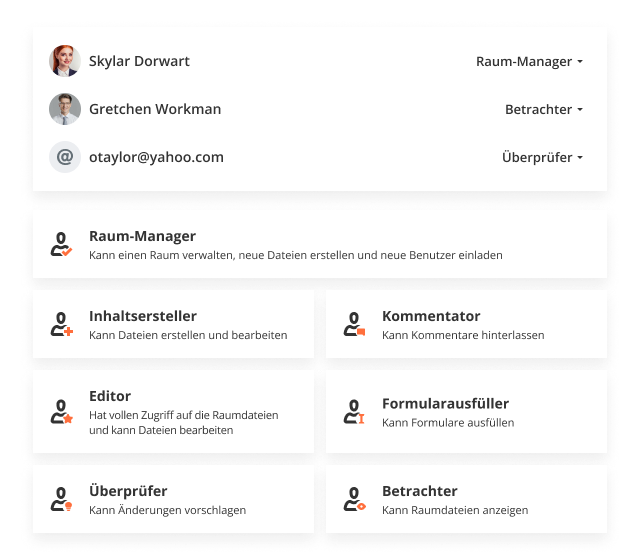 Skylar Dorwart
Raum-Manager
Gretchen Workman
Betrachter
@
otaylor@yahoo.com
Überprüfer
Raum-Manager
Kann einen Raum verwalten, neue Dateien erstellen und neue Benutzer einladen
Inhaltsersteller
Kann Dateien erstellen und bearbeiten
Kommentator
Kann Kommentare hinterlassen
Editor
Hat vollen Zugriff auf die Raumdateien
und kann Dateien bearbeiten
Formularausfüller
Kann Formulare ausfüllen
Überprüfer
Kann Änderungen vorschlagen
Betrachter
Kann Raumdateien anzeigen